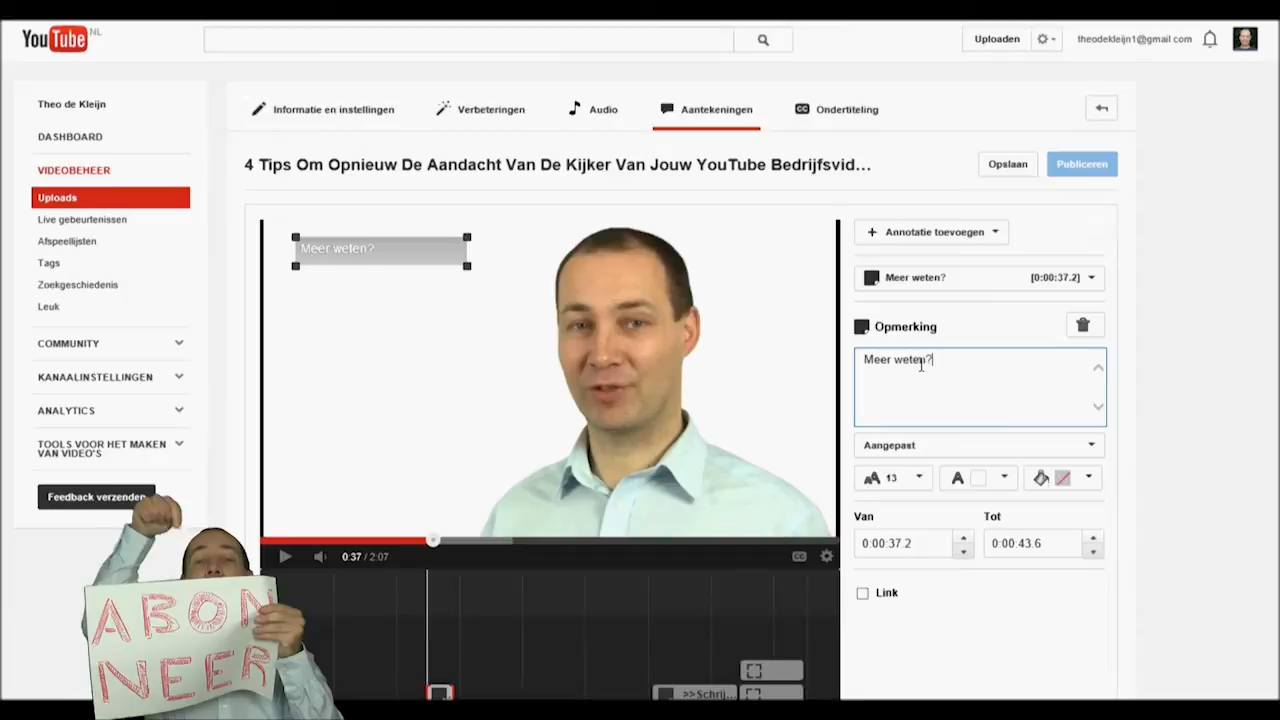 YouTube NL
Uploaden
theodekleijn1@gmail.com
Theo de Kleijn
DASHBOARD
VIDEOBEHEER
Uploads
Live gebeurtenissen
Afspeellijsten
Tags
Zoekgeschiedenis
Leuk
COMMUNITY
KANAALINSTELLINGEN
ANALYTICS
TOOLS VOOR HET MAKEN
VAN VIDEO'S
Feedback verzenden
Informatie en instellingen
Verbeteringen
Audio
Aantekeningen
CC Ondertiteling
4 Tips Om Opnieuw De Aandacht Van De Kijker Van Jouw YouTube Bedrijfsvid…
Opslaan
Publiceren
Meer weten?
0:37 / 2:07
CC
>>Schrij...
+ Annotatie toevoegen
Meer weten? [0:00:37.2]
Opmerking
Meer weten?
Aangepast
AA 13
A
Van
Tot
0:00:37.2
0:00:43.6
Link
ABON
NEER